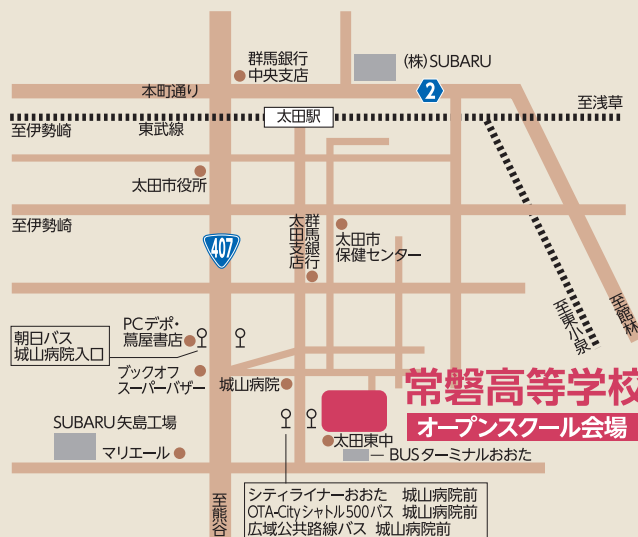 群馬銀行
中央支店
(株)SUBARU
本町通り
2
至浅草
太田駅
至伊勢崎
東武線
太田市役所
至伊勢崎
407
群馬銀行
太田支店
太田市
保健センター
至東小泉
至館林
朝日バス
城山病院入口
PCデポ・
蔦屋書店
ブックオフ
スーパーバザー
城山病院
常磐高等学校
オープンスクール会場
SUBARU矢島工場
マリエール
太田東中
BUSターミナルおおた
至熊谷
シティライナーおおた 城山病院前
OTA-Cityシャトル500バス 城山病院前
広域公共路線バス 城山病院前